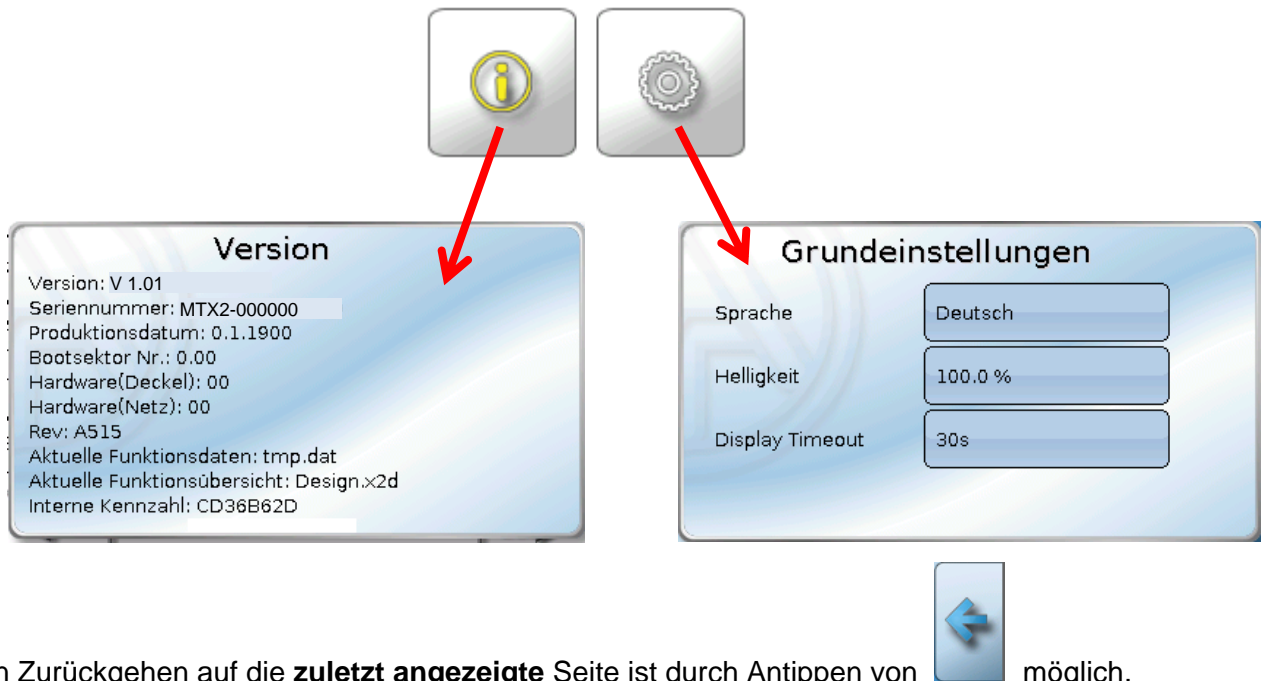 Version
Version: V 1.01
Seriennummer: MTX2-000000
Produktionsdatum: 0.1.1900
Bootsektor Nr.: 0.00
Hardware(Deckel): 00
Hardware(Netz): 00
Rev: A515
Aktuelle Funktionsdaten: tmp.dat
Aktuelle Funktionsübersicht: Design.x2d
Interne Kennzahl: CD36B62D
Grundeinstellungen
Sprache Deutsch
Helligkeit 100.0 %
Display Timeout 30s
n Zurückgehen auf die zuletzt angezeigte Seite ist durch Antippen von möglich.